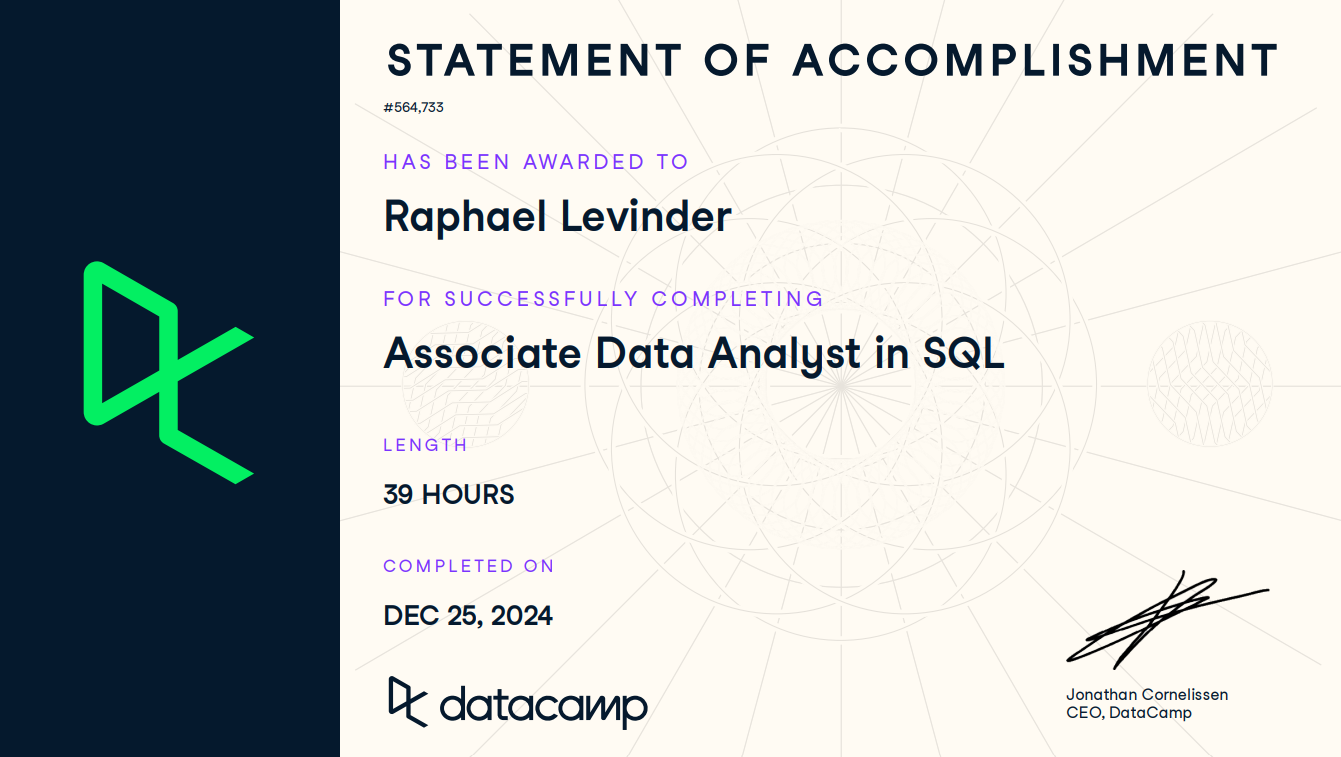 STATEMENT OF ACCOMPLISHMENT
#564,733
HAS BEEN AWARDED TO
Raphael Levinder
FOR SUCCESSFULLY COMPLETING
Associate Data Analyst in SQL
LENGTH
39 HOURS
COMPLETED ON
DEC 25, 2024
datacamp
Jonathan Cornelissen
CEO, DataCamp